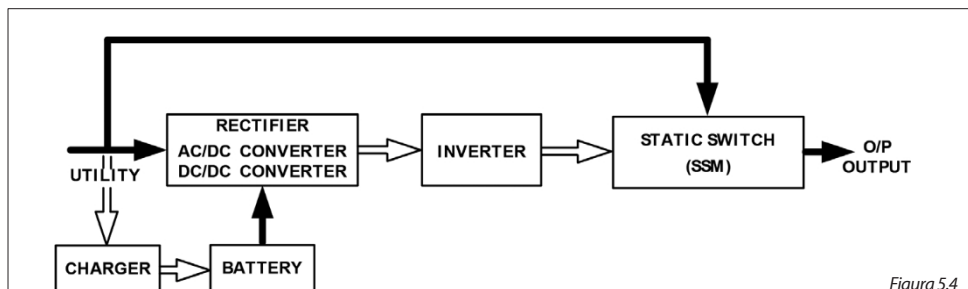 RECTIFIER
AC/DC CONVERTER
DC/DC CONVERTER
INVERTER
STATIC SWITCH
(SSM)
O/P
OUTPUT
UTILITY
CHARGER
BATTERY
Figura 5.4